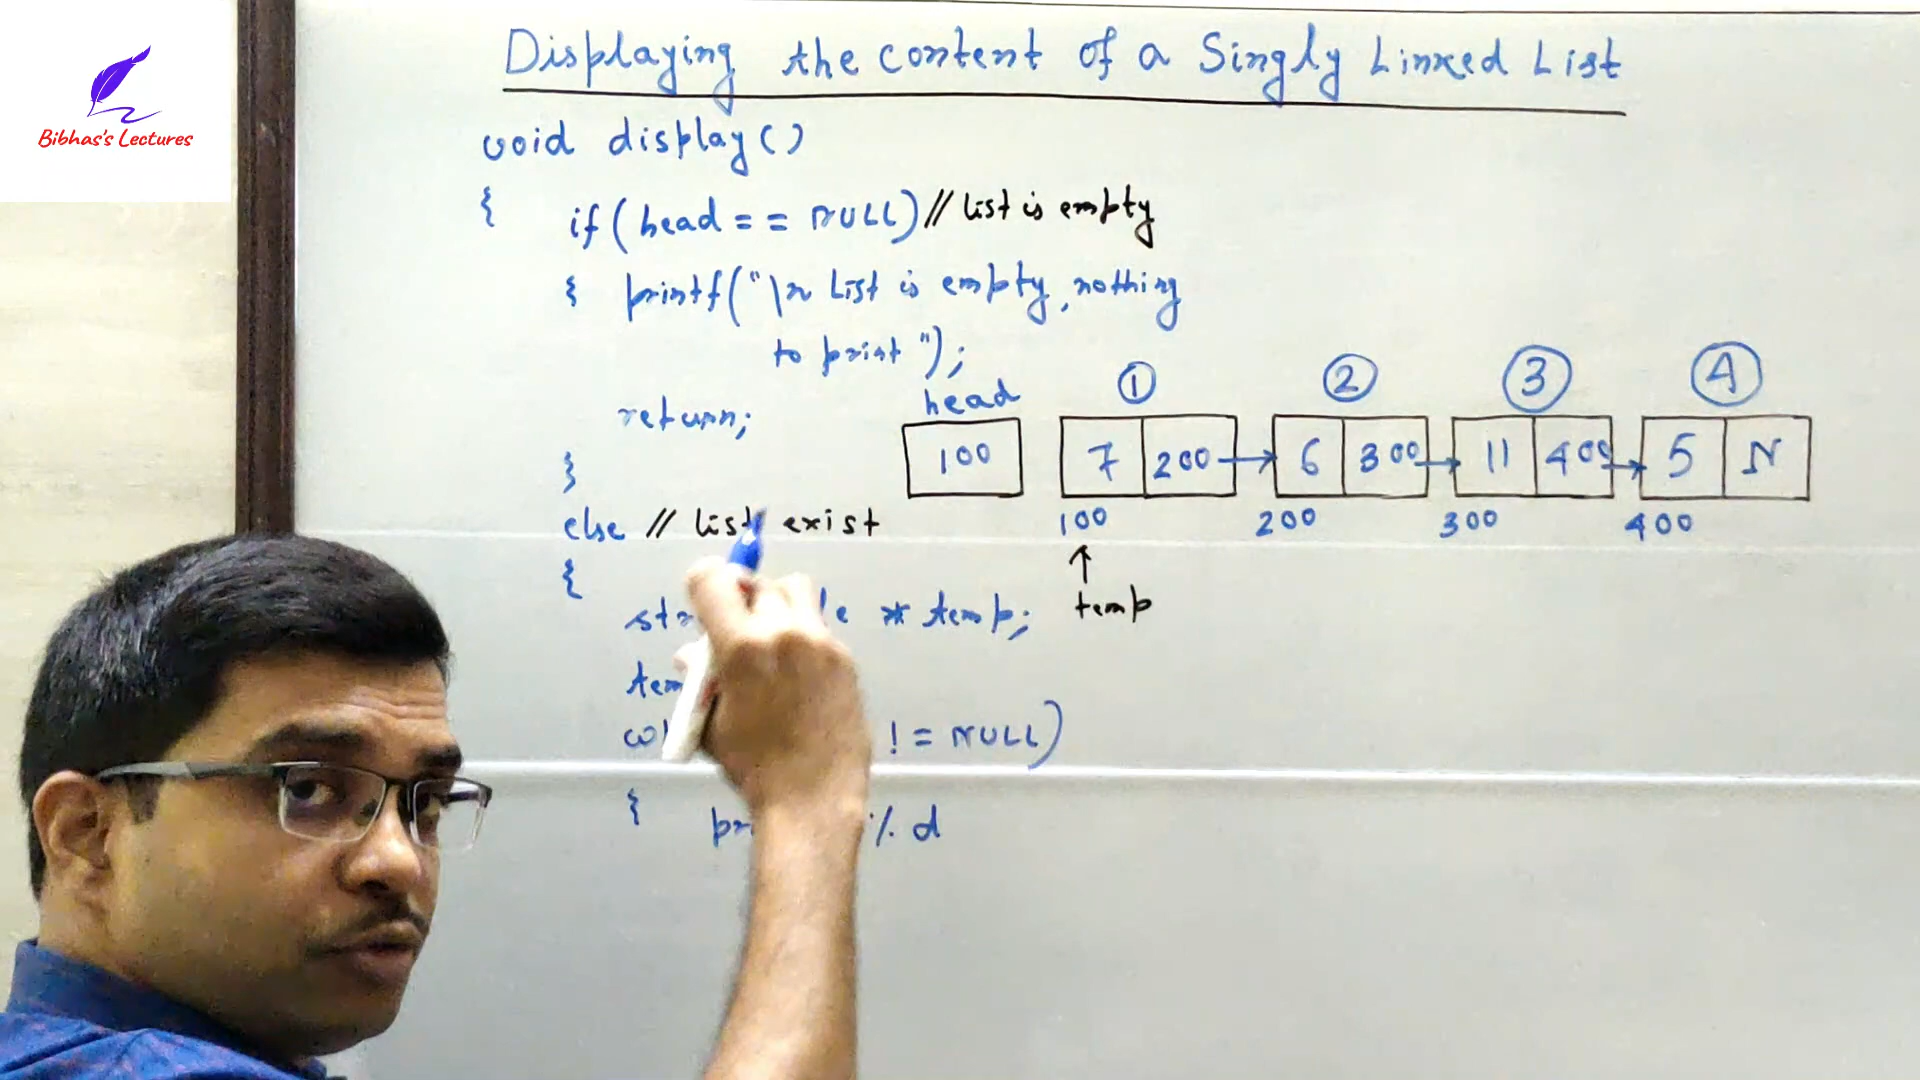 Bibhas's Lectures
Displaying the content of a Singly Linked List
void display()
{ if (head == NULL) // list is empty
{ printf("\n List is empty, nothing
to print");
return;
}
else // list exist
{
* temp;
!= NULL)
{ % d
head
100
① ② ③ ④
7 200 6 300 11 400 5 N
100 200 300 400
↑
temp